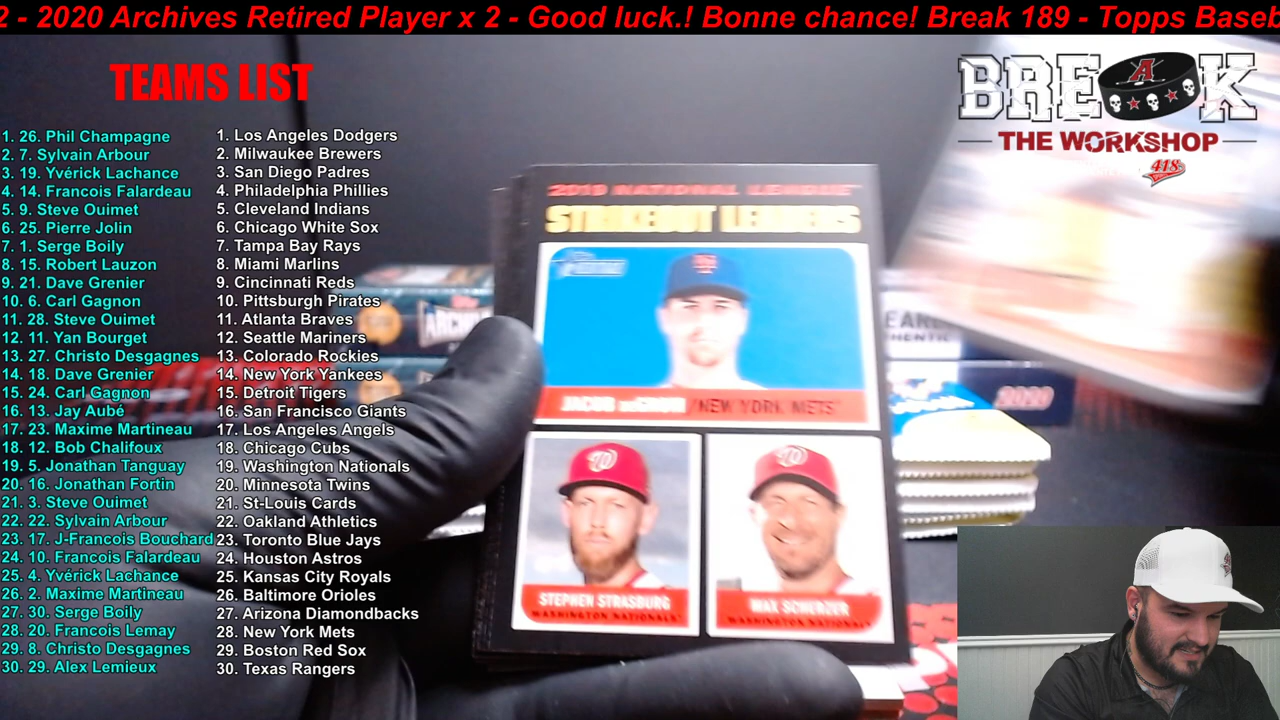 2 - 2020 Archives Retired Player x 2 - Good luck.! Bonne chance! Break 189 - Topps Baseb
TEAMS LIST
1. 26. Phil Champagne
2. 7. Sylvain Arbour
3. 19. Yvérick Lachance
4. 14. Francois Falardeau
5. 9. Steve Ouimet
6. 25. Pierre Jolin
7. 1. Serge Boily
8. 15. Robert Lauzon
9. 21. Dave Grenier
10. 6. Carl Gagnon
11. 28. Steve Ouimet
12. 11. Yan Bourget
13. 27. Christo Desgagnes
14. 18. Dave Grenier
15. 24. Carl Gagnon
16. 13. Jay Aubé
17. 23. Maxime Martineau
18. 12. Bob Chalifoux
19. 5. Jonathan Tanguay
20. 16. Jonathan Fortin
21. 3. Steve Ouimet
22. 22. Sylvain Arbour
23. 17. J-Francois Bouchard
24. 10. Francois Falardeau
25. 4. Yvérick Lachance
26. 2. Maxime Martineau
27. 30. Serge Boily
28. 20. Francois Lemay
29. 8. Christo Desgagnes
30. 29. Alex Lemieux
1. Los Angeles Dodgers
2. Milwaukee Brewers
3. San Diego Padres
4. Philadelphia Phillies
5. Cleveland Indians
6. Chicago White Sox
7. Tampa Bay Rays
8. Miami Marlins
9. Cincinnati Reds
10. Pittsburgh Pirates
11. Atlanta Braves
12. Seattle Mariners
13. Colorado Rockies
14. New York Yankees
15. Detroit Tigers
16. San Francisco Giants
17. Los Angeles Angels
18. Chicago Cubs
19. Washington Nationals
20. Minnesota Twins
21. St-Louis Cards
22. Oakland Athletics
23. Toronto Blue Jays
24. Houston Astros
25. Kansas City Royals
26. Baltimore Orioles
27. Arizona Diamondbacks
28. New York Mets
29. Boston Red Sox
30. Texas Rangers
2019 NATIONAL LEAGUE
STRIKEOUT LEADERS
JACOB deGROM / NEW YORK METS
STEPHEN STRASBURG
WASHINGTON NATIONALS
MAX SCHERZER
WASHINGTON NATIONALS
BREAK
A
THE WORKSHOP
418
2020